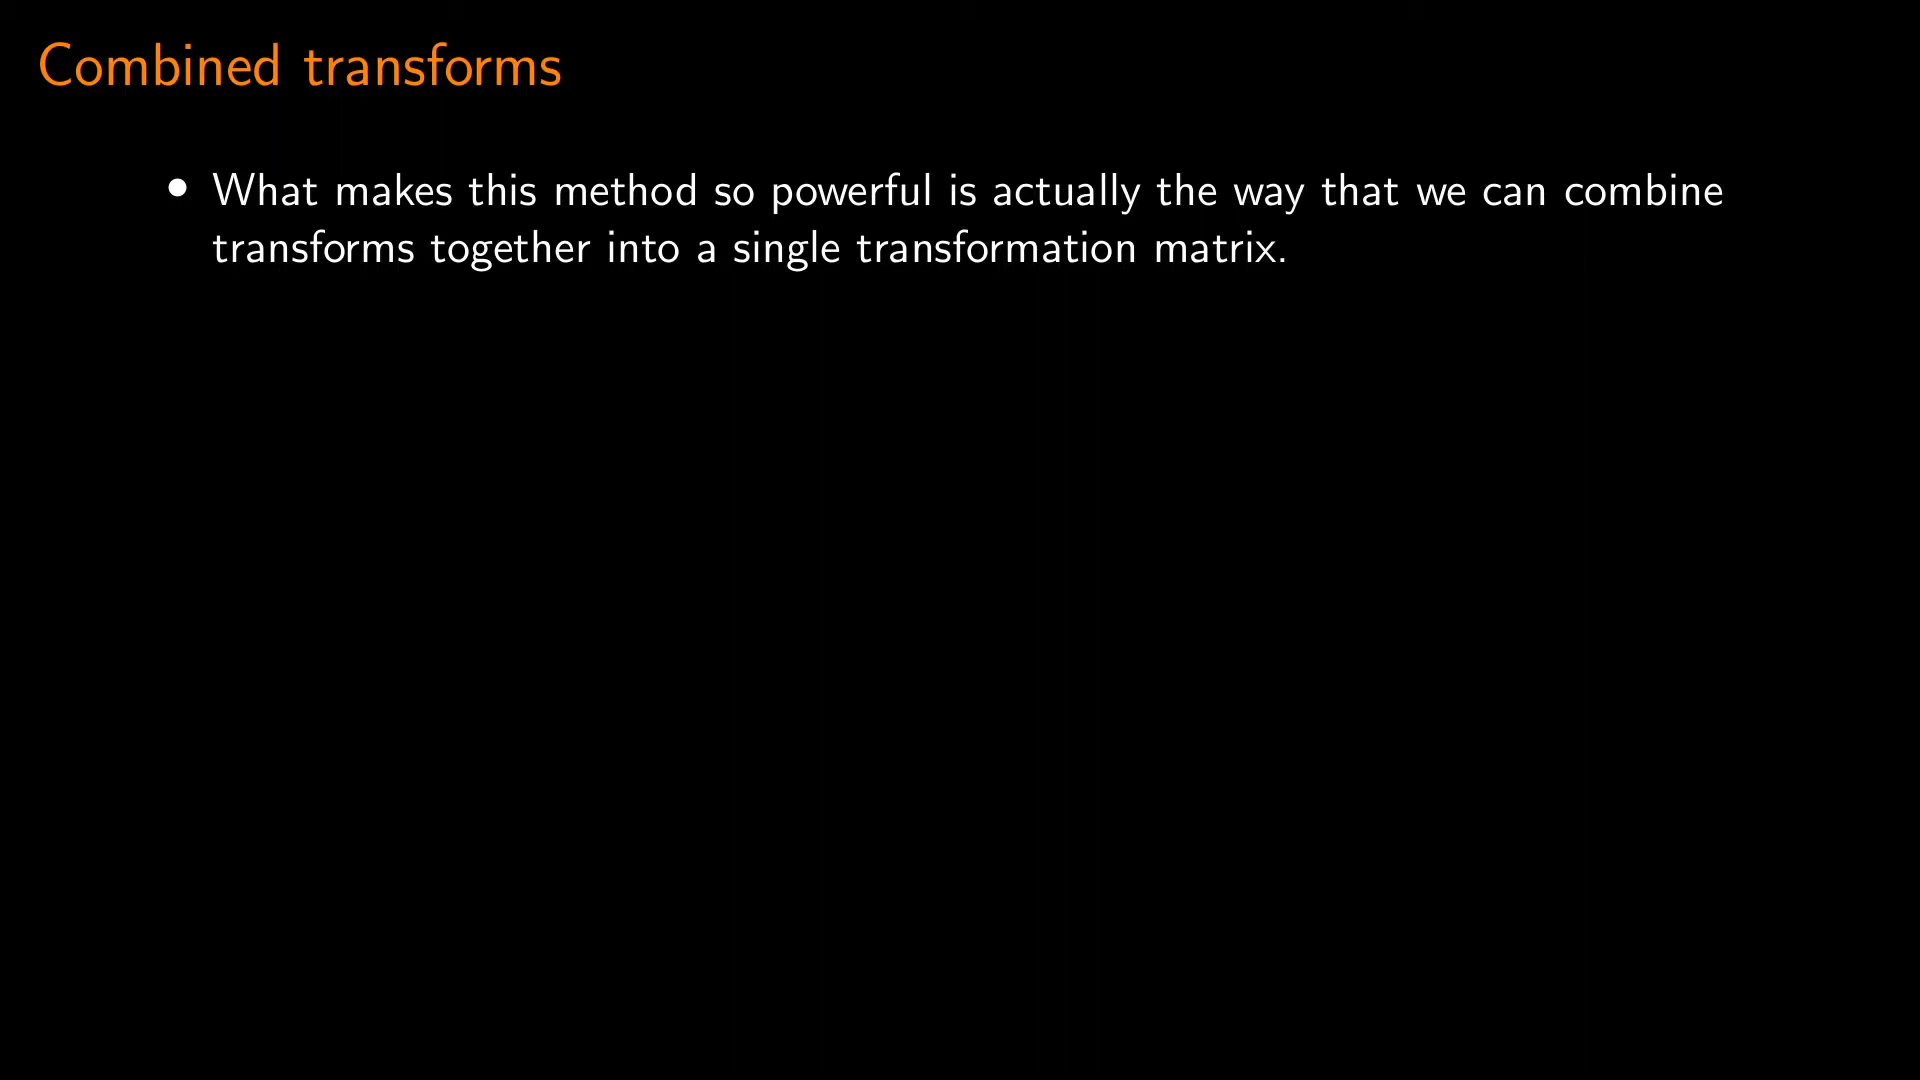 Combined transforms
• What makes this method so powerful is actually the way that we can combine
transforms together into a single transformation matrix.